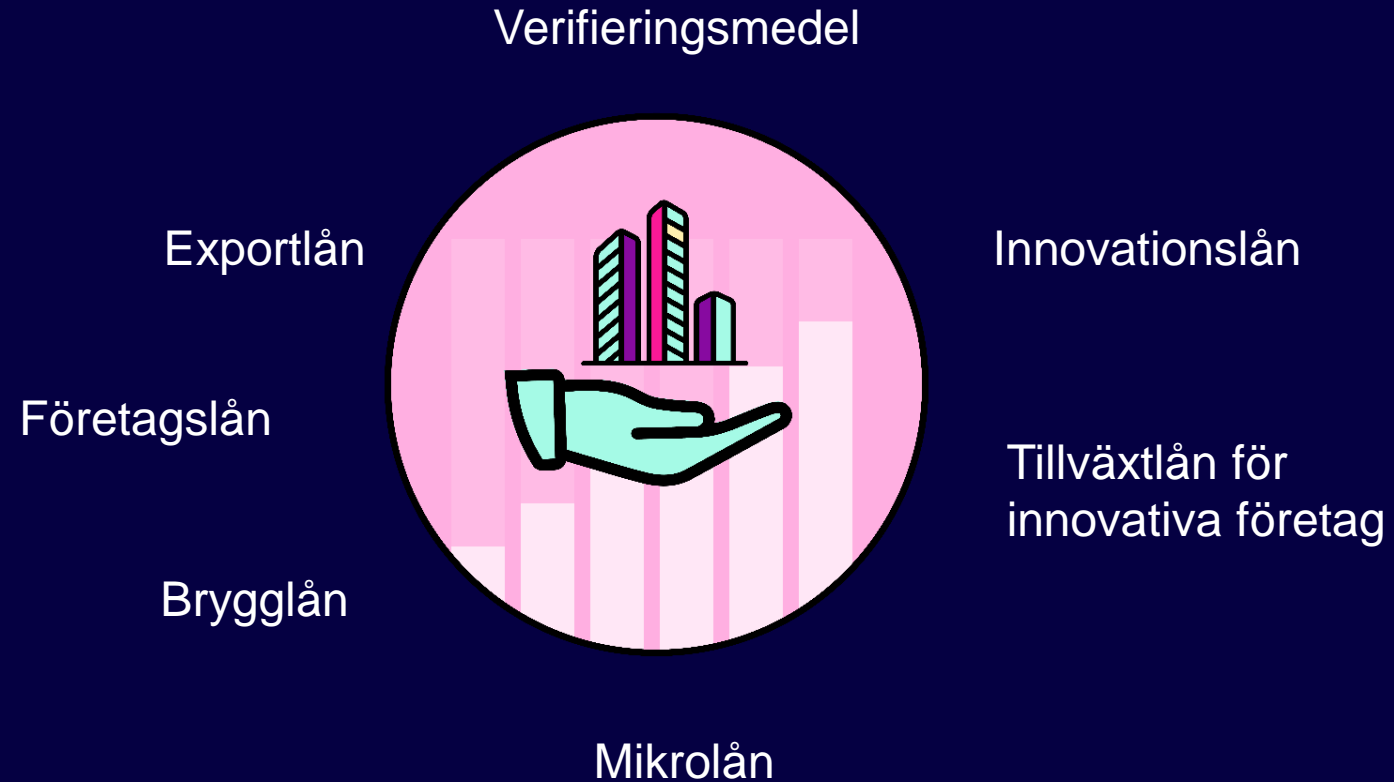 Verifieringsmedel
Exportlån
Innovationslån
Företagslån
Tillväxtlån för
innovativa företag
Brygglån
Mikrolån